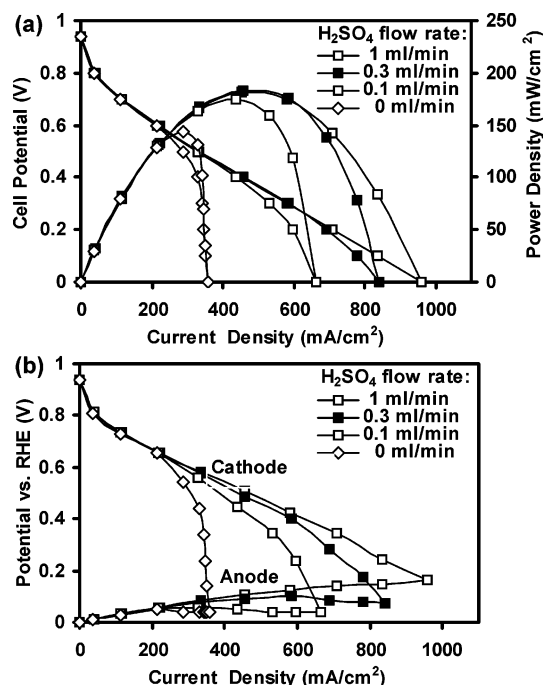 (a)
H₂SO₄ flow rate:
1 ml/min
0.3 ml/min
0.1 ml/min
0 ml/min
Cell Potential (V)
1
0.8
0.6
0.4
0.2
0
Power Density (mW/cm²)
250
200
150
100
50
0
0 200 400 600 800 1000
Current Density (mA/cm²)
(b)
H₂SO₄ flow rate:
1 ml/min
0.3 ml/min
0.1 ml/min
0 ml/min
Potential vs. RHE (V)
1
0.8
0.6
0.4
0.2
0
Cathode
Anode
0 200 400 600 800 1000
Current Density (mA/cm²)